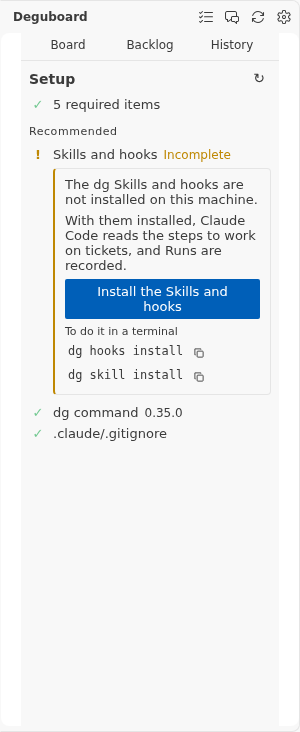 Deguboard
Board Backlog History
Setup ↻
✓ 5 required items
Recommended
! Skills and hooks Incomplete
The dg Skills and hooks are
not installed on this machine.
With them installed, Claude
Code reads the steps to work
on tickets, and Runs are
recorded.
Install the Skills and
hooks
To do it in a terminal
dg hooks install
dg skill install
✓ dg command 0.35.0
✓ .claude/.gitignore